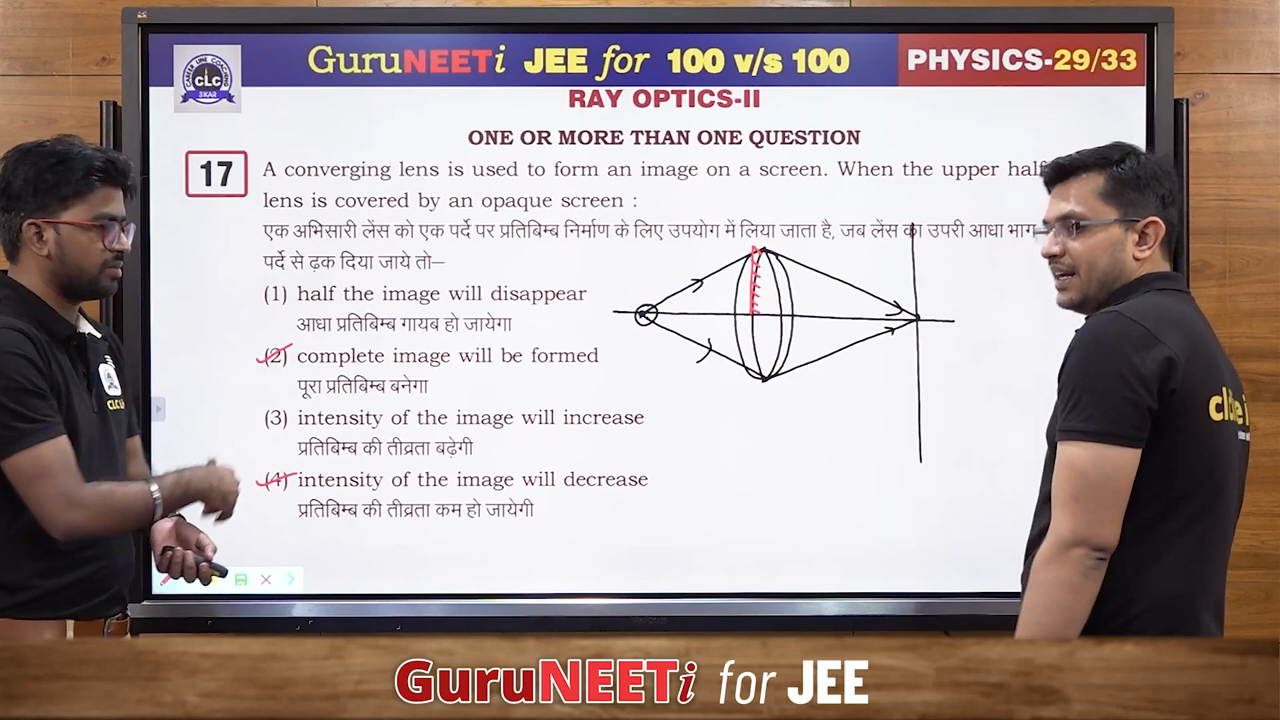 GuruNEETi JEE for 100 v/s 100
PHYSICS-29/33
CAREER LINE COACHING
CLC
SIKAR
RAY OPTICS-II
ONE OR MORE THAN ONE QUESTION
17
A converging lens is used to form an image on a screen. When the upper half
lens is covered by an opaque screen :
एक अभिसारी लेंस को एक पर्दे पर प्रतिबिम्ब निर्माण के लिए उपयोग में लिया जाता है, जब लेंस का उपरी आधा भाग
पर्दे से ढ़क दिया जाये तो—
(1) half the image will disappear
आधा प्रतिबिम्ब गायब हो जायेगा
(2) complete image will be formed
पूरा प्रतिबिम्ब बनेगा
(3) intensity of the image will increase
प्रतिबिम्ब की तीव्रता बढ़ेगी
(4) intensity of the image will decrease
प्रतिबिम्ब की तीव्रता कम हो जायेगी
GuruNEETi for JEE